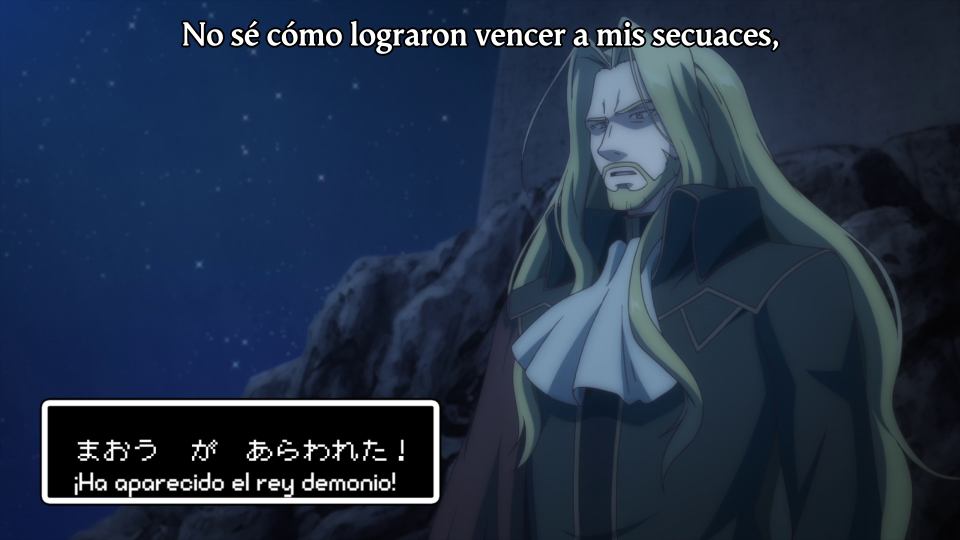 No sé cómo lograron vencer a mis secuaces,
まおう　が　あらわれた！
¡Ha aparecido el rey demonio!